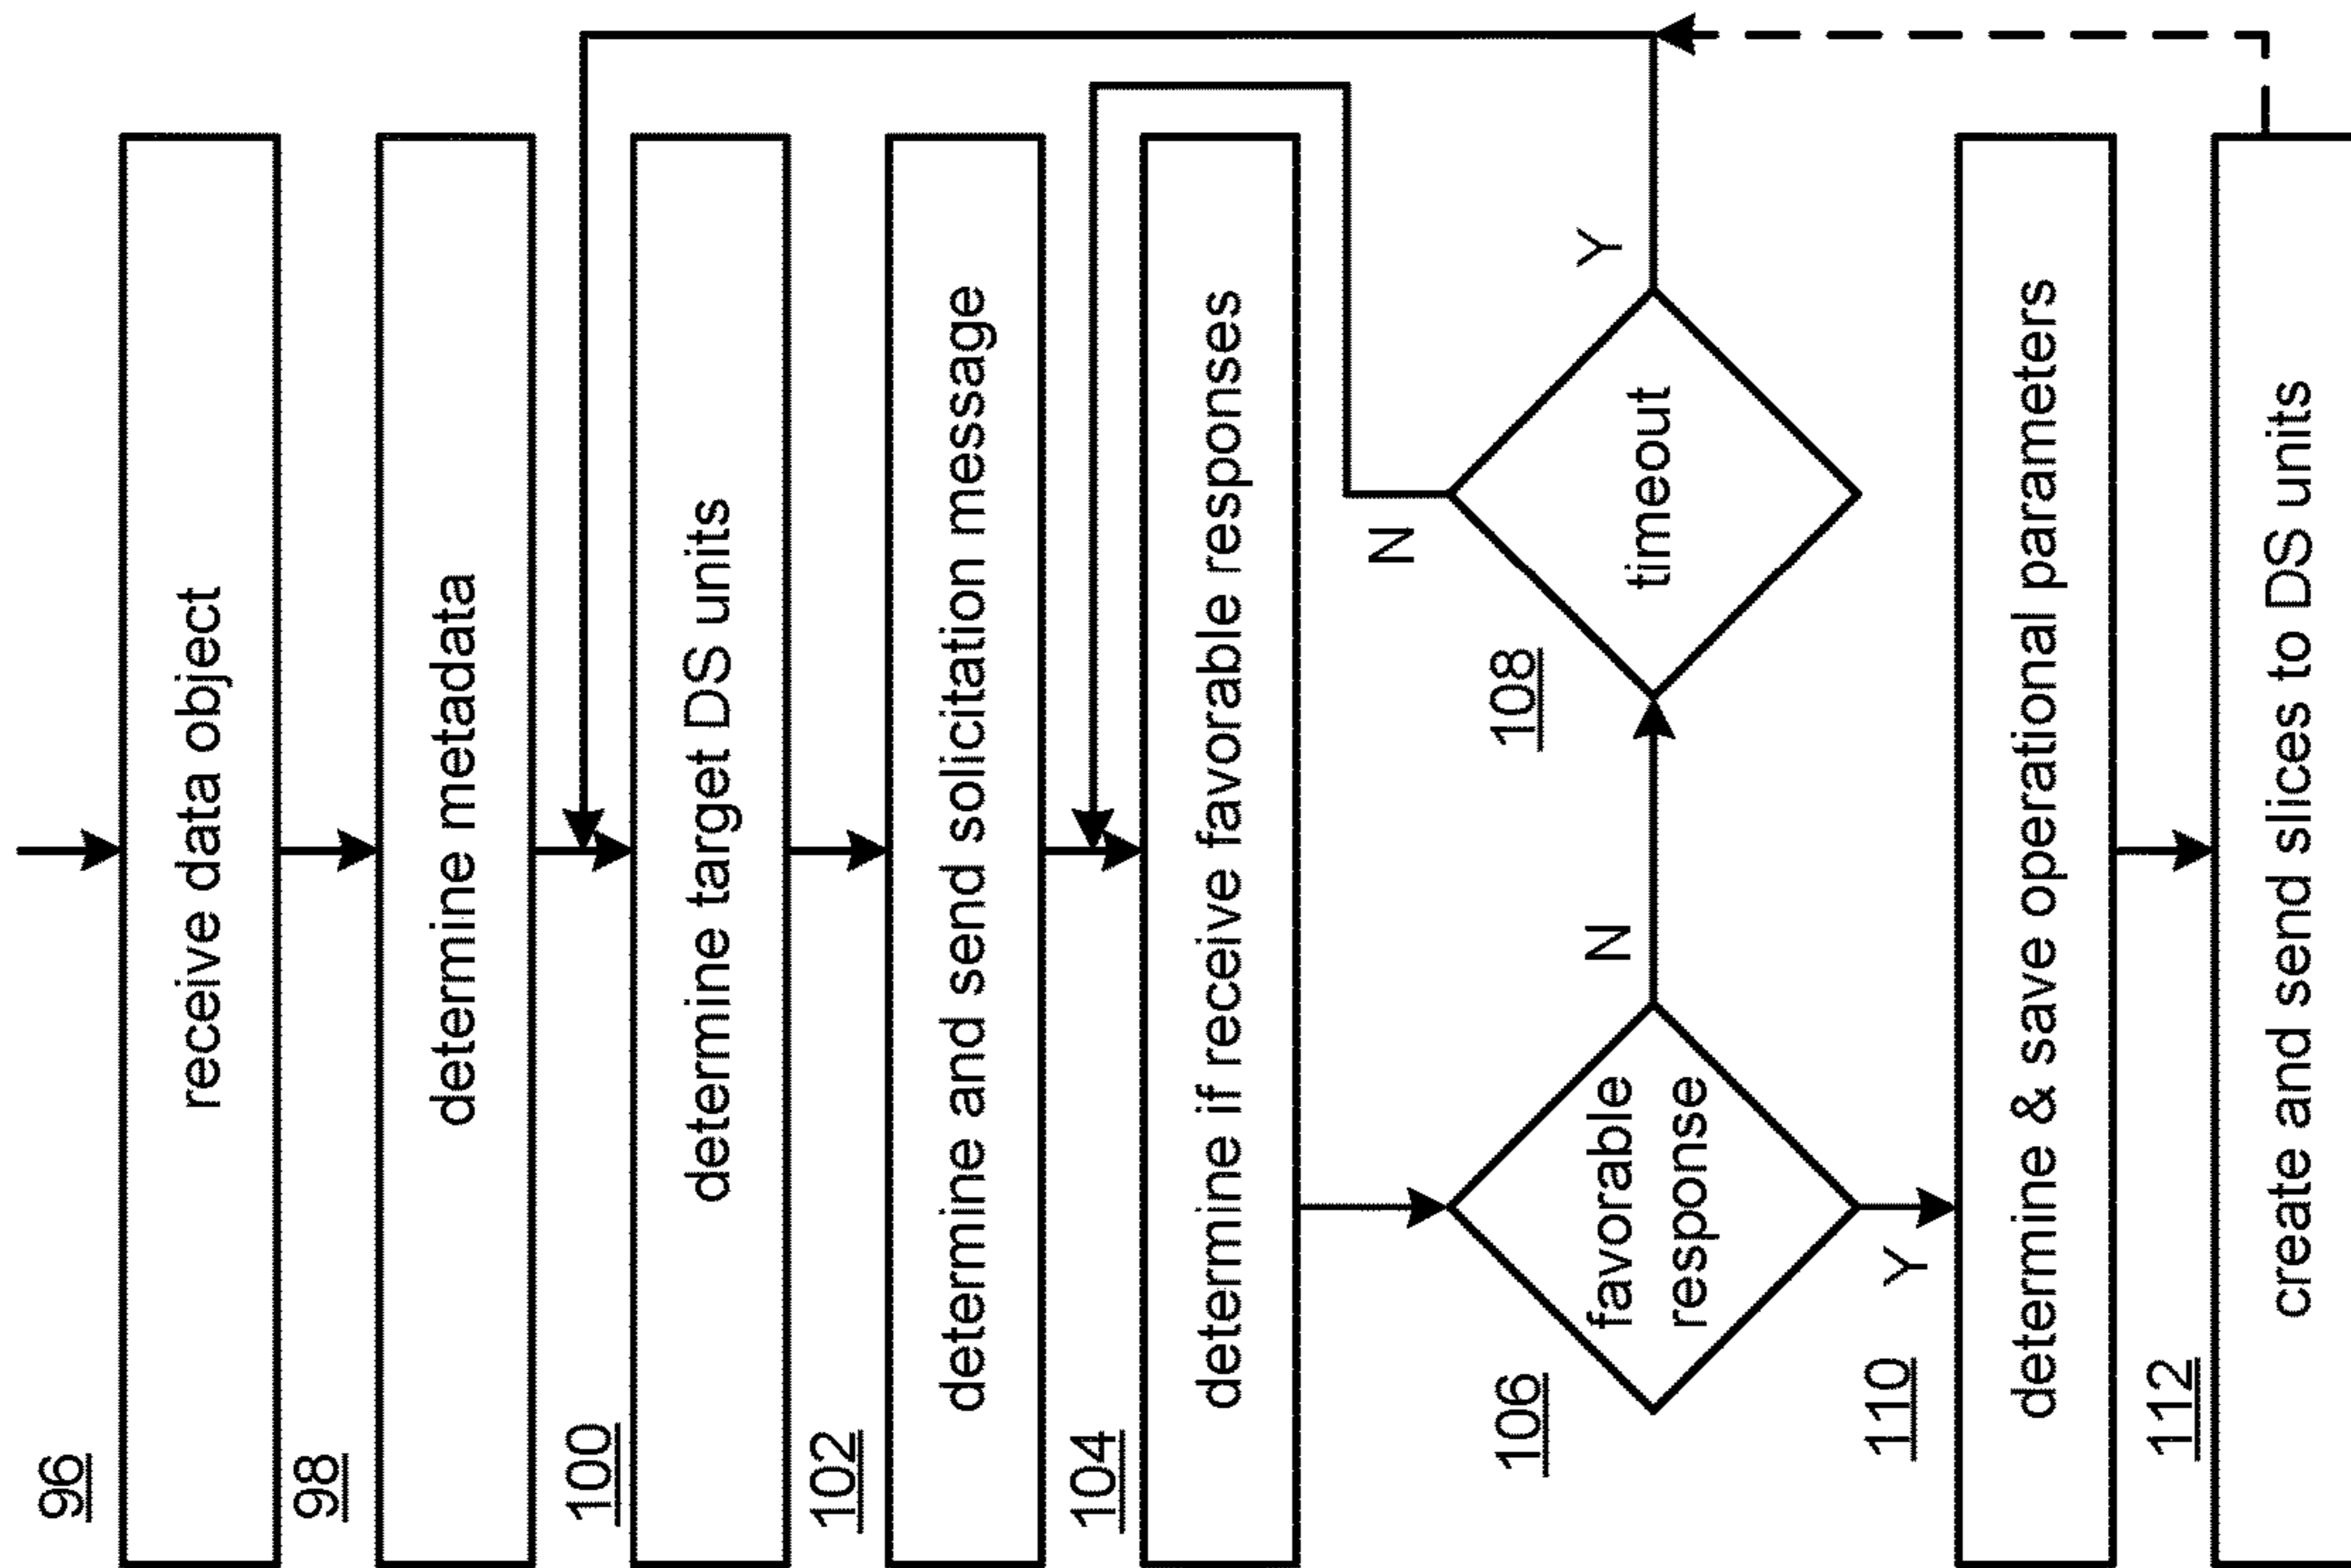 96
receive data object
98
determine metadata
100
determine target DS units
102
determine and send solicitation message
104
determine if receive favorable responses
106
favorable
response
N
108
timeout
N
Y
Y
110
determine & save operational parameters
112
create and send slices to DS units